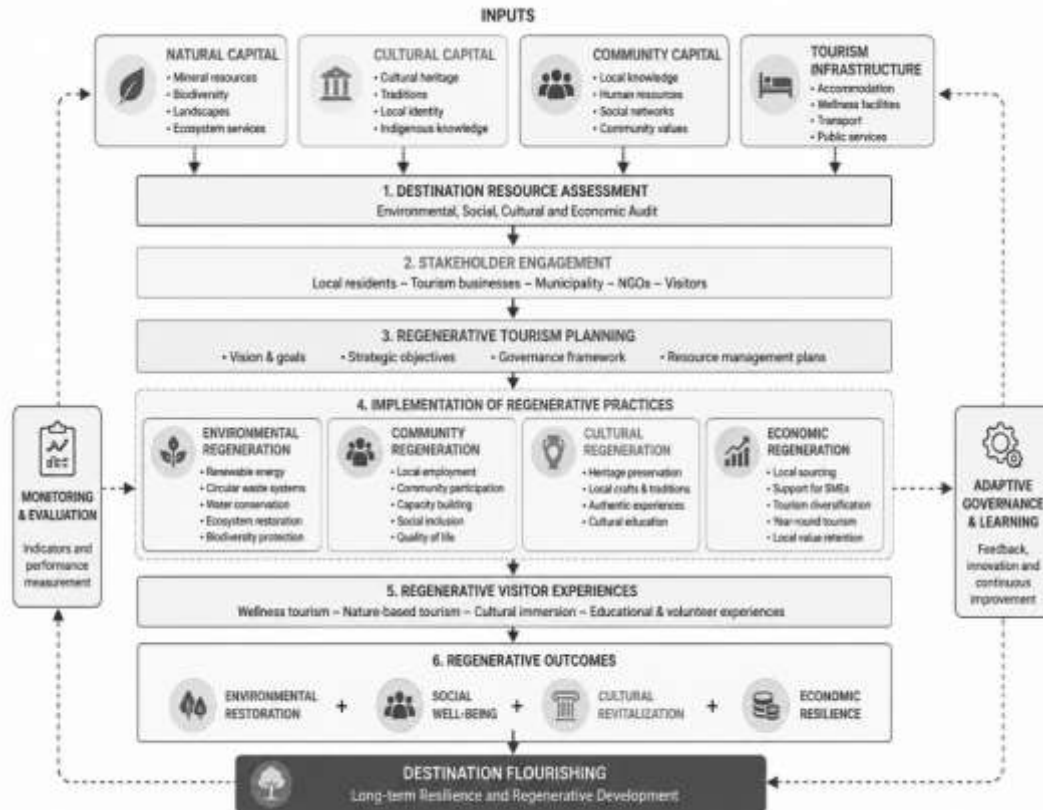 INPUTS
NATURAL CAPITAL
• Mineral resources
• Biodiversity
• Landscapes
• Ecosystem services
CULTURAL CAPITAL
• Cultural heritage
• Traditions
• Local identity
• Indigenous knowledge
COMMUNITY CAPITAL
• Local knowledge
• Human resources
• Social networks
• Community values
TOURISM
INFRASTRUCTURE
• Accommodation
• Wellness facilities
• Transport
• Public services
1. DESTINATION RESOURCE ASSESSMENT
Environmental, Social, Cultural and Economic Audit
2. STAKEHOLDER ENGAGEMENT
Local residents – Tourism businesses – Municipality – NGOs – Visitors
3. REGENERATIVE TOURISM PLANNING
• Vision & goals • Strategic objectives • Governance framework • Resource management plans
4. IMPLEMENTATION OF REGENERATIVE PRACTICES
ENVIRONMENTAL
REGENERATION
• Renewable energy
• Circular waste systems
• Water conservation
• Ecosystem restoration
• Biodiversity protection
COMMUNITY
REGENERATION
• Local employment
• Community participation
• Capacity building
• Social inclusion
• Quality of life
CULTURAL
REGENERATION
• Heritage preservation
• Local crafts & traditions
• Authentic experiences
• Cultural education
ECONOMIC
REGENERATION
• Local sourcing
• Support for SMEs
• Tourism diversification
• Year-round tourism
• Local value retention
MONITORING
& EVALUATION
Indicators and
performance
measurement
ADAPTIVE
GOVERNANCE
& LEARNING
Feedback,
innovation and
continuous
improvement
5. REGENERATIVE VISITOR EXPERIENCES
Wellness tourism – Nature-based tourism – Cultural immersion – Educational & volunteer experiences
6. REGENERATIVE OUTCOMES
ENVIRONMENTAL
RESTORATION
+
SOCIAL
WELL-BEING
+
CULTURAL
REVITALIZATION
+
ECONOMIC
RESILIENCE
DESTINATION FLOURISHING
Long-term Resilience and Regenerative Development